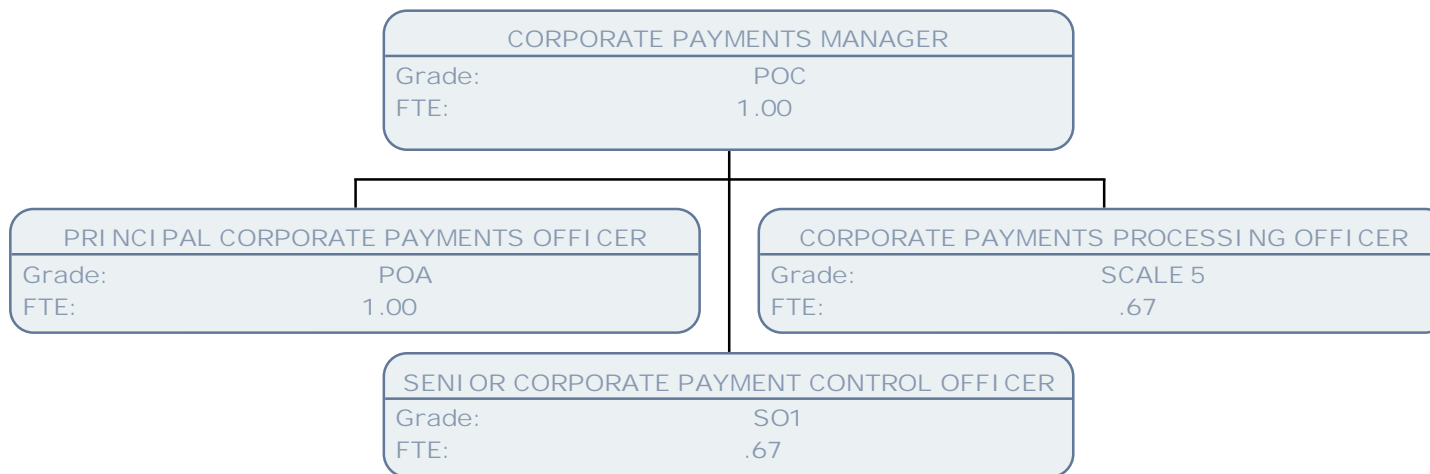 CORPORATE PAYMENTS MANAGER
Grade: POC
FTE: 1.00
PRINCIPAL CORPORATE PAYMENTS OFFICER
Grade: POA
FTE: 1.00
CORPORATE PAYMENTS PROCESSING OFFICER
Grade: SCALE 5
FTE: .67
SENIOR CORPORATE PAYMENT CONTROL OFFICER
Grade: SO1
FTE: .67